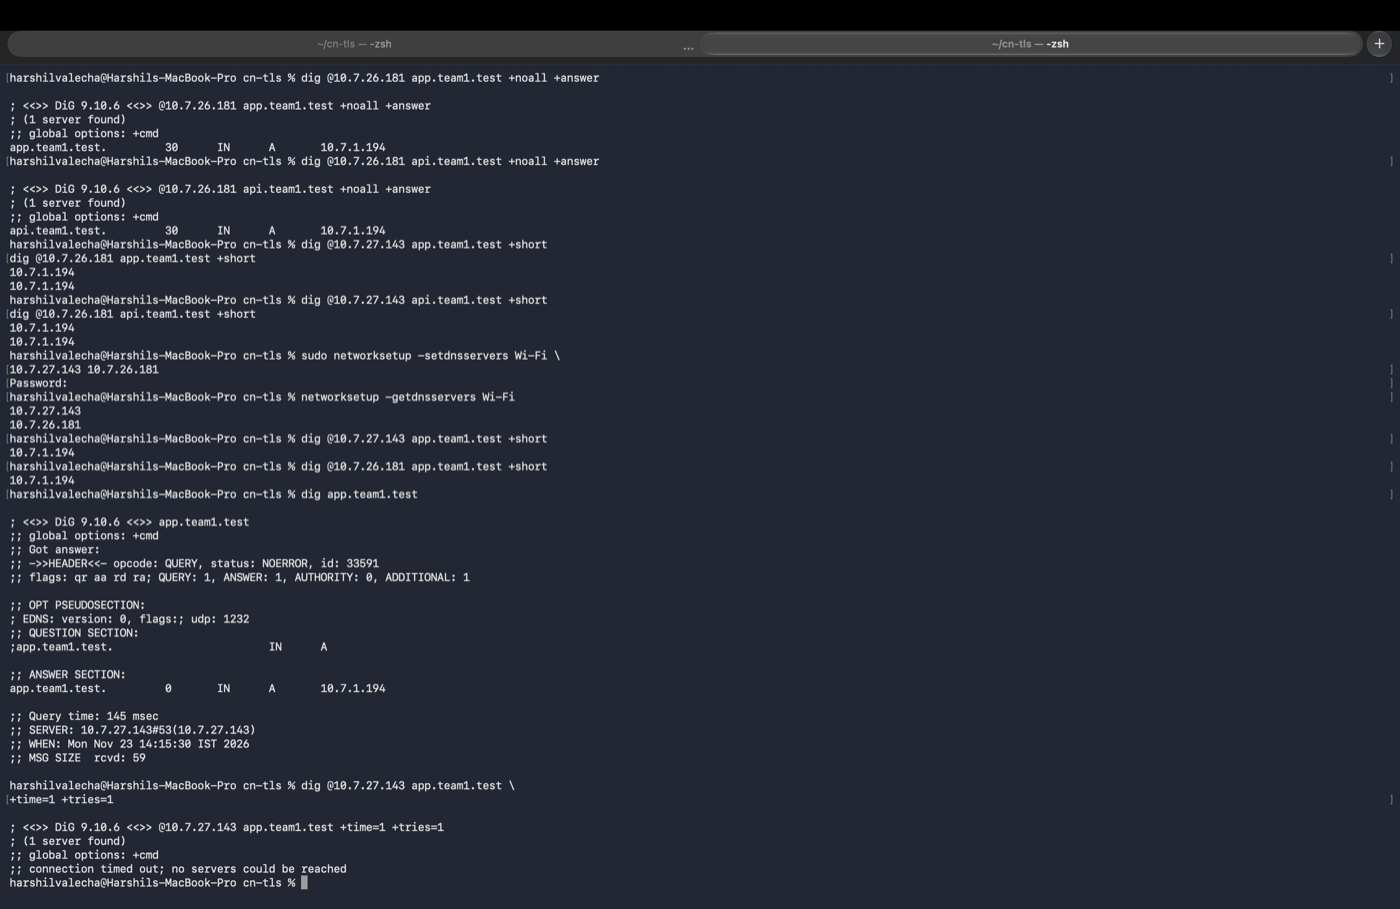 ~/cn-tls — -zsh
...
~/cn-tls — -zsh
+
[harshilvalecha@Harshils-MacBook-Pro cn-tls % dig @10.7.26.181 app.team1.test +noall +answer ]
; <<>> DiG 9.10.6 <<>> @10.7.26.181 app.team1.test +noall +answer
; (1 server found)
;; global options: +cmd
app.team1.test. 30 IN A 10.7.1.194
[harshilvalecha@Harshils-MacBook-Pro cn-tls % dig @10.7.26.181 api.team1.test +noall +answer ]
; <<>> DiG 9.10.6 <<>> @10.7.26.181 api.team1.test +noall +answer
; (1 server found)
;; global options: +cmd
api.team1.test. 30 IN A 10.7.1.194
harshilvalecha@Harshils-MacBook-Pro cn-tls % dig @10.7.27.143 app.team1.test +short
[dig @10.7.26.181 app.team1.test +short ]
10.7.1.194
10.7.1.194
harshilvalecha@Harshils-MacBook-Pro cn-tls % dig @10.7.27.143 api.team1.test +short
[dig @10.7.26.181 api.team1.test +short ]
10.7.1.194
10.7.1.194
harshilvalecha@Harshils-MacBook-Pro cn-tls % sudo networksetup -setdnsservers Wi-Fi \
[10.7.27.143 10.7.26.181 ]
[Password: ]
[harshilvalecha@Harshils-MacBook-Pro cn-tls % networksetup -getdnsservers Wi-Fi ]
10.7.27.143
10.7.26.181
[harshilvalecha@Harshils-MacBook-Pro cn-tls % dig @10.7.27.143 app.team1.test +short ]
10.7.1.194
[harshilvalecha@Harshils-MacBook-Pro cn-tls % dig @10.7.26.181 app.team1.test +short ]
10.7.1.194
[harshilvalecha@Harshils-MacBook-Pro cn-tls % dig app.team1.test ]
; <<>> DiG 9.10.6 <<>> app.team1.test
;; global options: +cmd
;; Got answer:
;; ->>HEADER<<- opcode: QUERY, status: NOERROR, id: 33591
;; flags: qr aa rd ra; QUERY: 1, ANSWER: 1, AUTHORITY: 0, ADDITIONAL: 1
;; OPT PSEUDOSECTION:
; EDNS: version: 0, flags:; udp: 1232
;; QUESTION SECTION:
;app.team1.test. IN A
;; ANSWER SECTION:
app.team1.test. 0 IN A 10.7.1.194
;; Query time: 145 msec
;; SERVER: 10.7.27.143#53(10.7.27.143)
;; WHEN: Mon Nov 23 14:15:30 IST 2026
;; MSG SIZE rcvd: 59
harshilvalecha@Harshils-MacBook-Pro cn-tls % dig @10.7.27.143 app.team1.test \
[+time=1 +tries=1 ]
; <<>> DiG 9.10.6 <<>> @10.7.27.143 app.team1.test +time=1 +tries=1
; (1 server found)
;; global options: +cmd
;; connection timed out; no servers could be reached
harshilvalecha@Harshils-MacBook-Pro cn-tls %